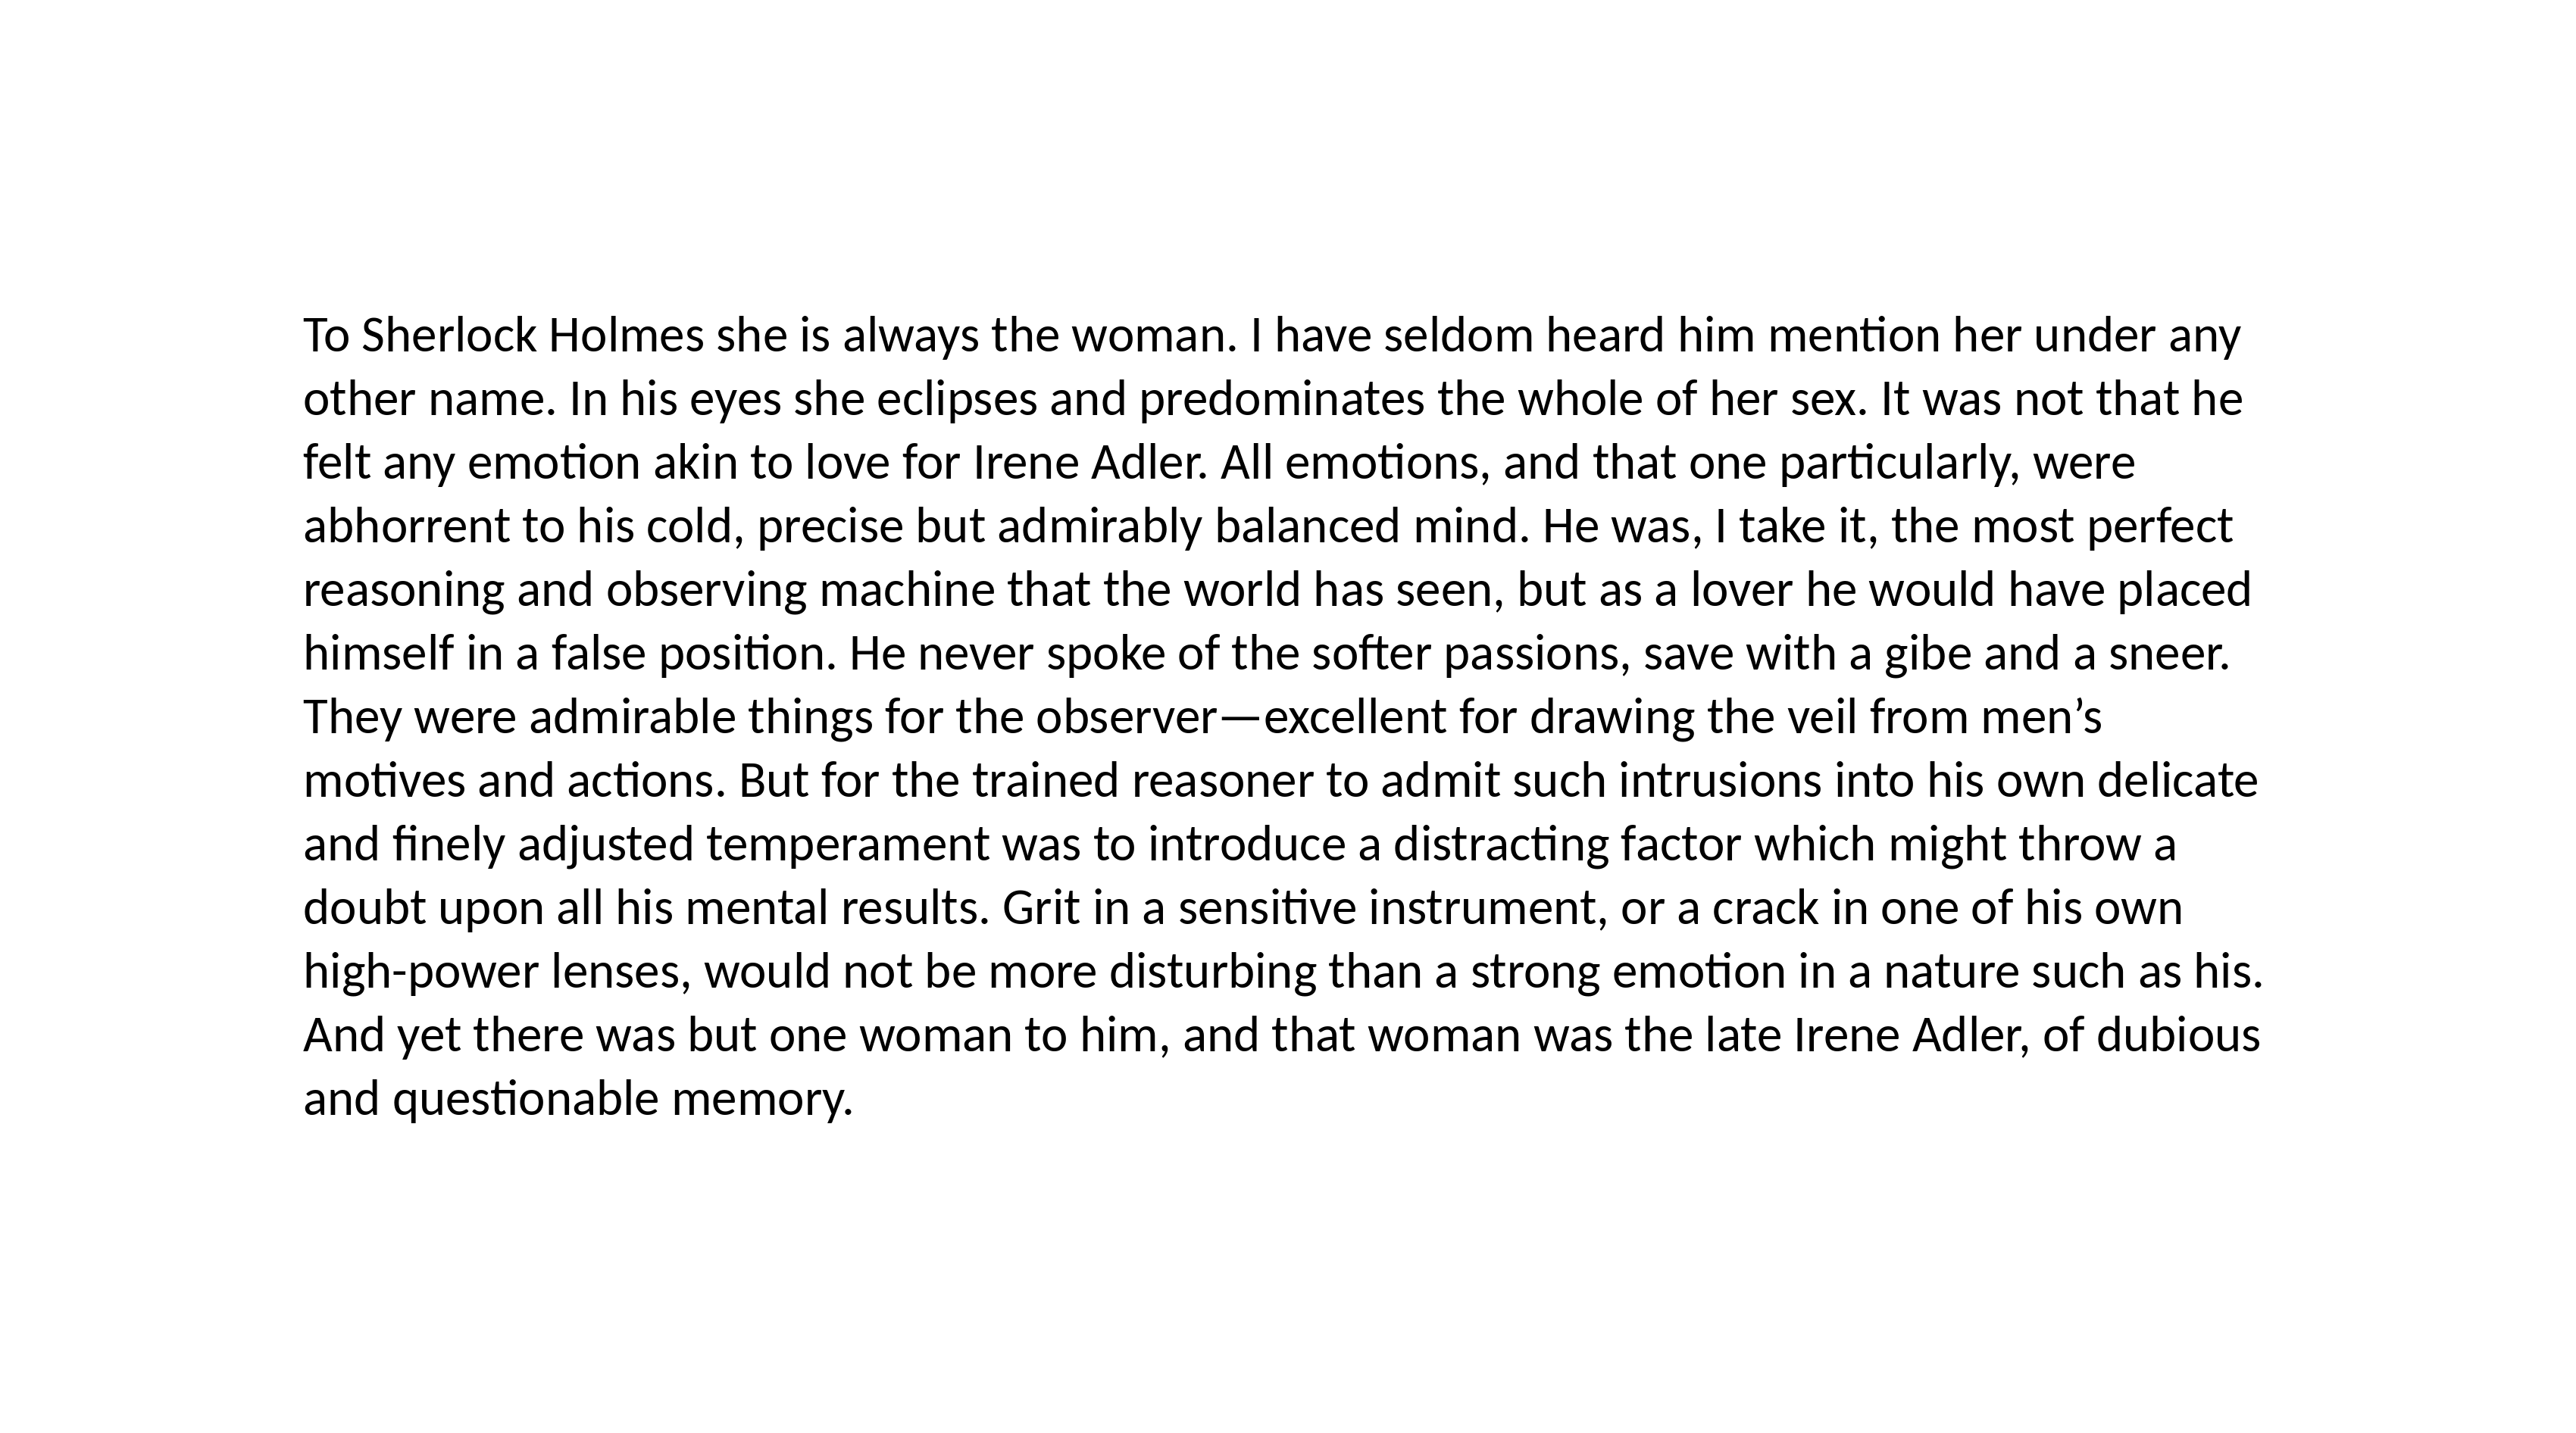 To Sherlock Holmes she is always the woman. I have seldom heard him mention her under any
other name. In his eyes she eclipses and predominates the whole of her sex. It was not that he
felt any emotion akin to love for Irene Adler. All emotions, and that one particularly, were
abhorrent to his cold, precise but admirably balanced mind. He was, I take it, the most perfect
reasoning and observing machine that the world has seen, but as a lover he would have placed
himself in a false position. He never spoke of the softer passions, save with a gibe and a sneer.
They were admirable things for the observer—excellent for drawing the veil from men’s
motives and actions. But for the trained reasoner to admit such intrusions into his own delicate
and finely adjusted temperament was to introduce a distracting factor which might throw a
doubt upon all his mental results. Grit in a sensitive instrument, or a crack in one of his own
high-power lenses, would not be more disturbing than a strong emotion in a nature such as his.
And yet there was but one woman to him, and that woman was the late Irene Adler, of dubious
and questionable memory.